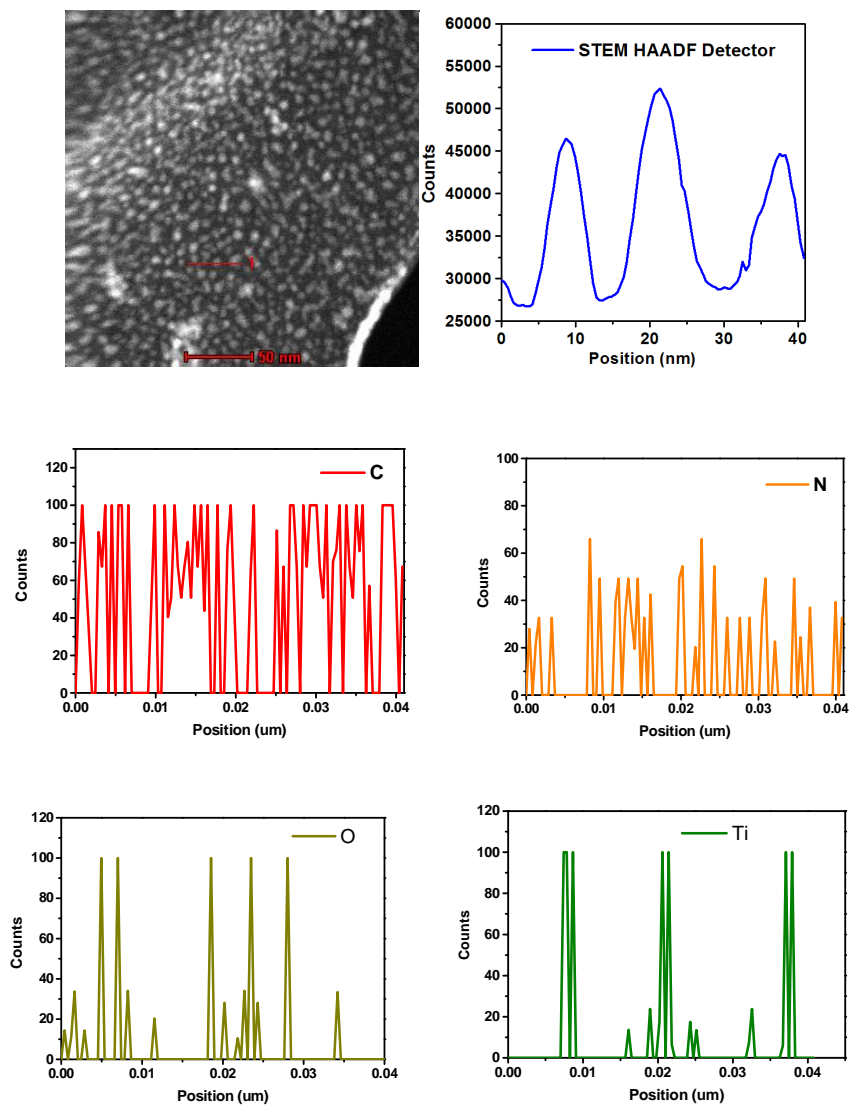 50 nm
STEM HAADF Detector
60000
55000
50000
45000
40000
35000
30000
25000
Counts
0 10 20 30 40
Position (nm)
C
120
100
80
60
40
20
0
Counts
0.00 0.01 0.02 0.03 0.04
Position (um)
N
100
80
60
40
20
0
Counts
0.00 0.01 0.02 0.03 0.04
Position (um)
O
120
100
80
60
40
20
0
Counts
0.00 0.01 0.02 0.03 0.04
Position (um)
Ti
120
100
80
60
40
20
0
Counts
0.00 0.01 0.02 0.03 0.04
Position (um)